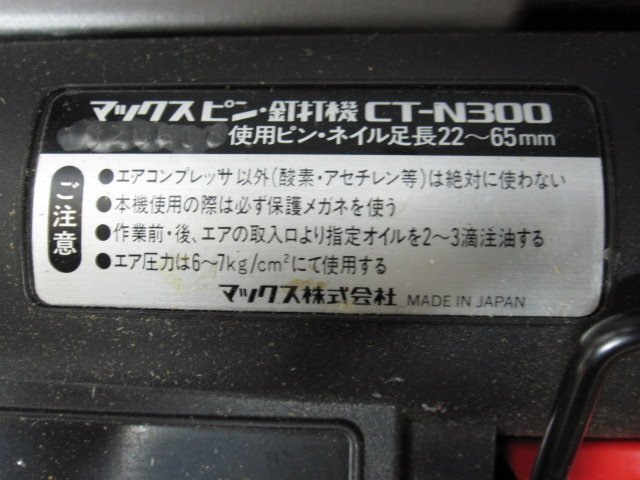 マックスピン・釘打機 CT-N300
使用ピン・ネイル足長22～65mm
ご注意
●エアコンプレッサ以外(酸素・アセチレン等)は絶対に使わない
●本機使用の際は必ず保護メガネを使う
●作業前・後、エアの取入口より指定オイルを2～3滴注油する
●エア圧力は6～7kg/cm²にて使用する
マックス株式会社 MADE IN JAPAN